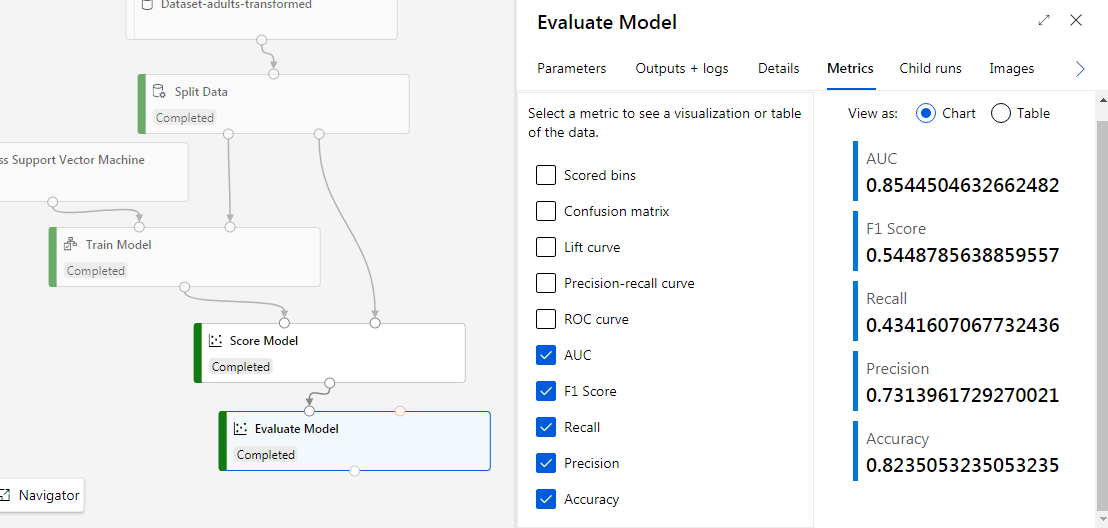 Dataset-adults-transformed
Split Data
Completed
ss Support Vector Machine
Train Model
Completed
Score Model
Completed
Evaluate Model
Completed
Navigator
Evaluate Model
Parameters
Outputs + logs
Details
Metrics
Child runs
Images
Select a metric to see a visualization or table
of the data.
Scored bins
Confusion matrix
Lift curve
Precision-recall curve
ROC curve
AUC
F1 Score
Recall
Precision
Accuracy
View as:
Chart
Table
AUC
0.8544504632662482
F1 Score
0.5448785638859557
Recall
0.4341607067732436
Precision
0.7313961729270021
Accuracy
0.8235053235053235